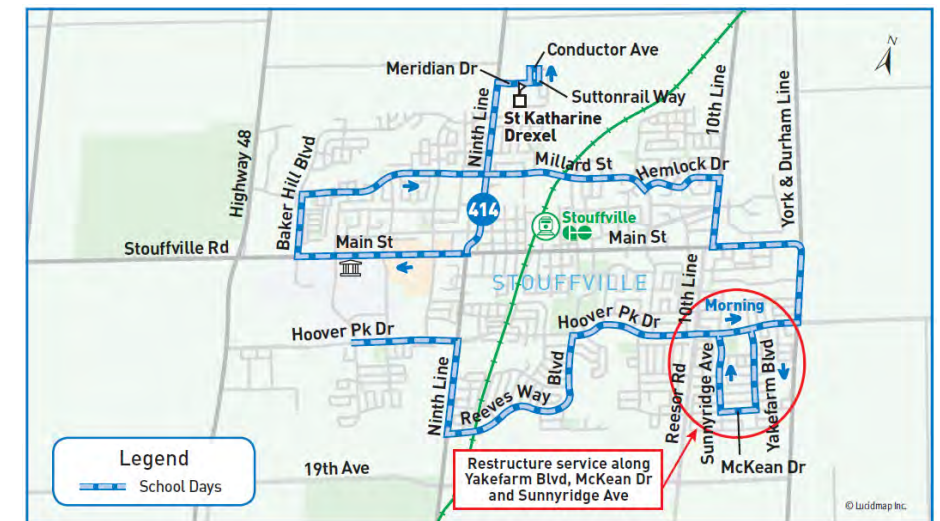 N
Conductor Ave
Meridian Dr
Suttonrail Way
St Katharine
Drexel
10th Line
York & Durham Line
Ninth Line
Highway 48
Baker Hill Blvd
Millard St
Hemlock Dr
414
Stouffville
GO
Main St
Main St
Stouffville Rd
STOUFFVILLE
10th Line
Morning
Hoover Pk Dr
Hoover Pk Dr
Blvd
Ninth Line
Reeves Way
Reesor Rd
Sunnyridge Ave
Yakefarm Blvd
McKean Dr
Legend
School Days
19th Ave
Restructure service along
Yakefarm Blvd, McKean Dr
and Sunnyridge Ave
© Lucidmap Inc.